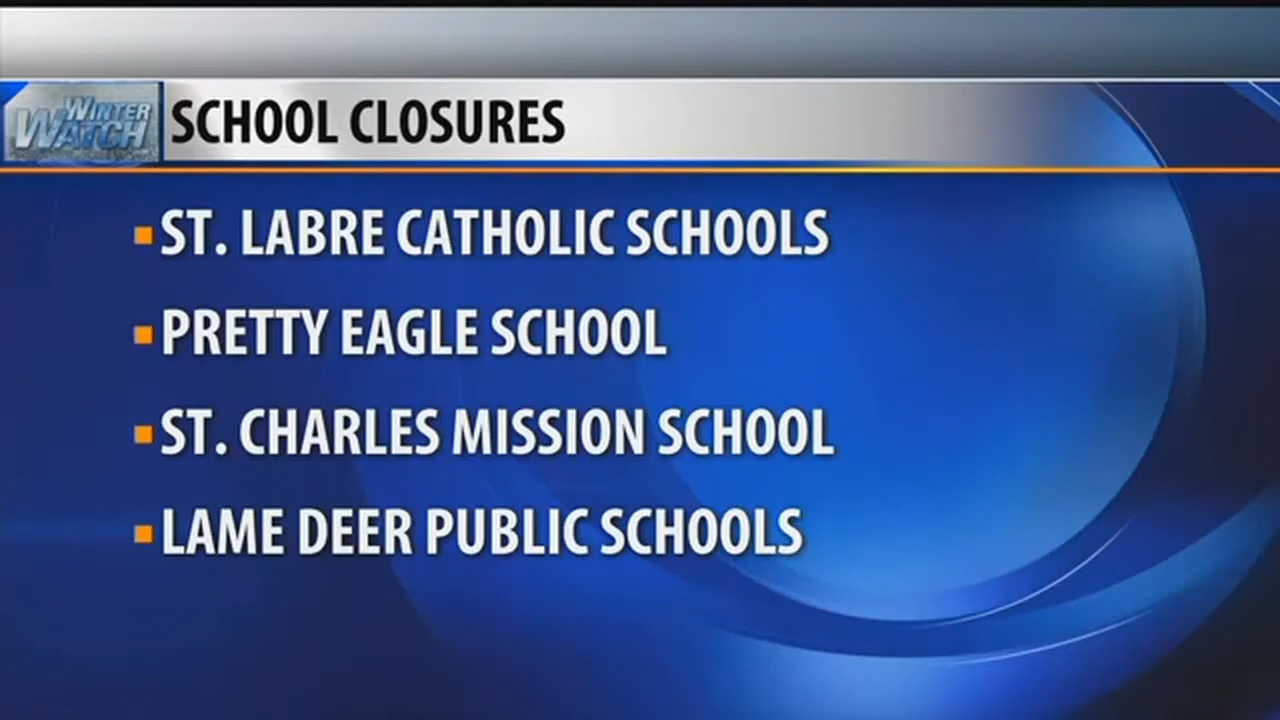 WINTER
WATCH
SCHOOL CLOSURES
ST. LABRE CATHOLIC SCHOOLS
PRETTY EAGLE SCHOOL
ST. CHARLES MISSION SCHOOL
LAME DEER PUBLIC SCHOOLS